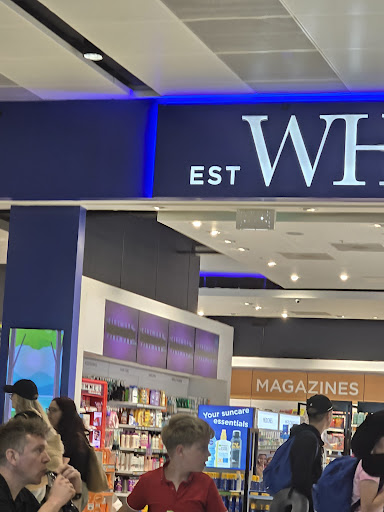 EST WH
MAGAZINES
Your suncare
essentials